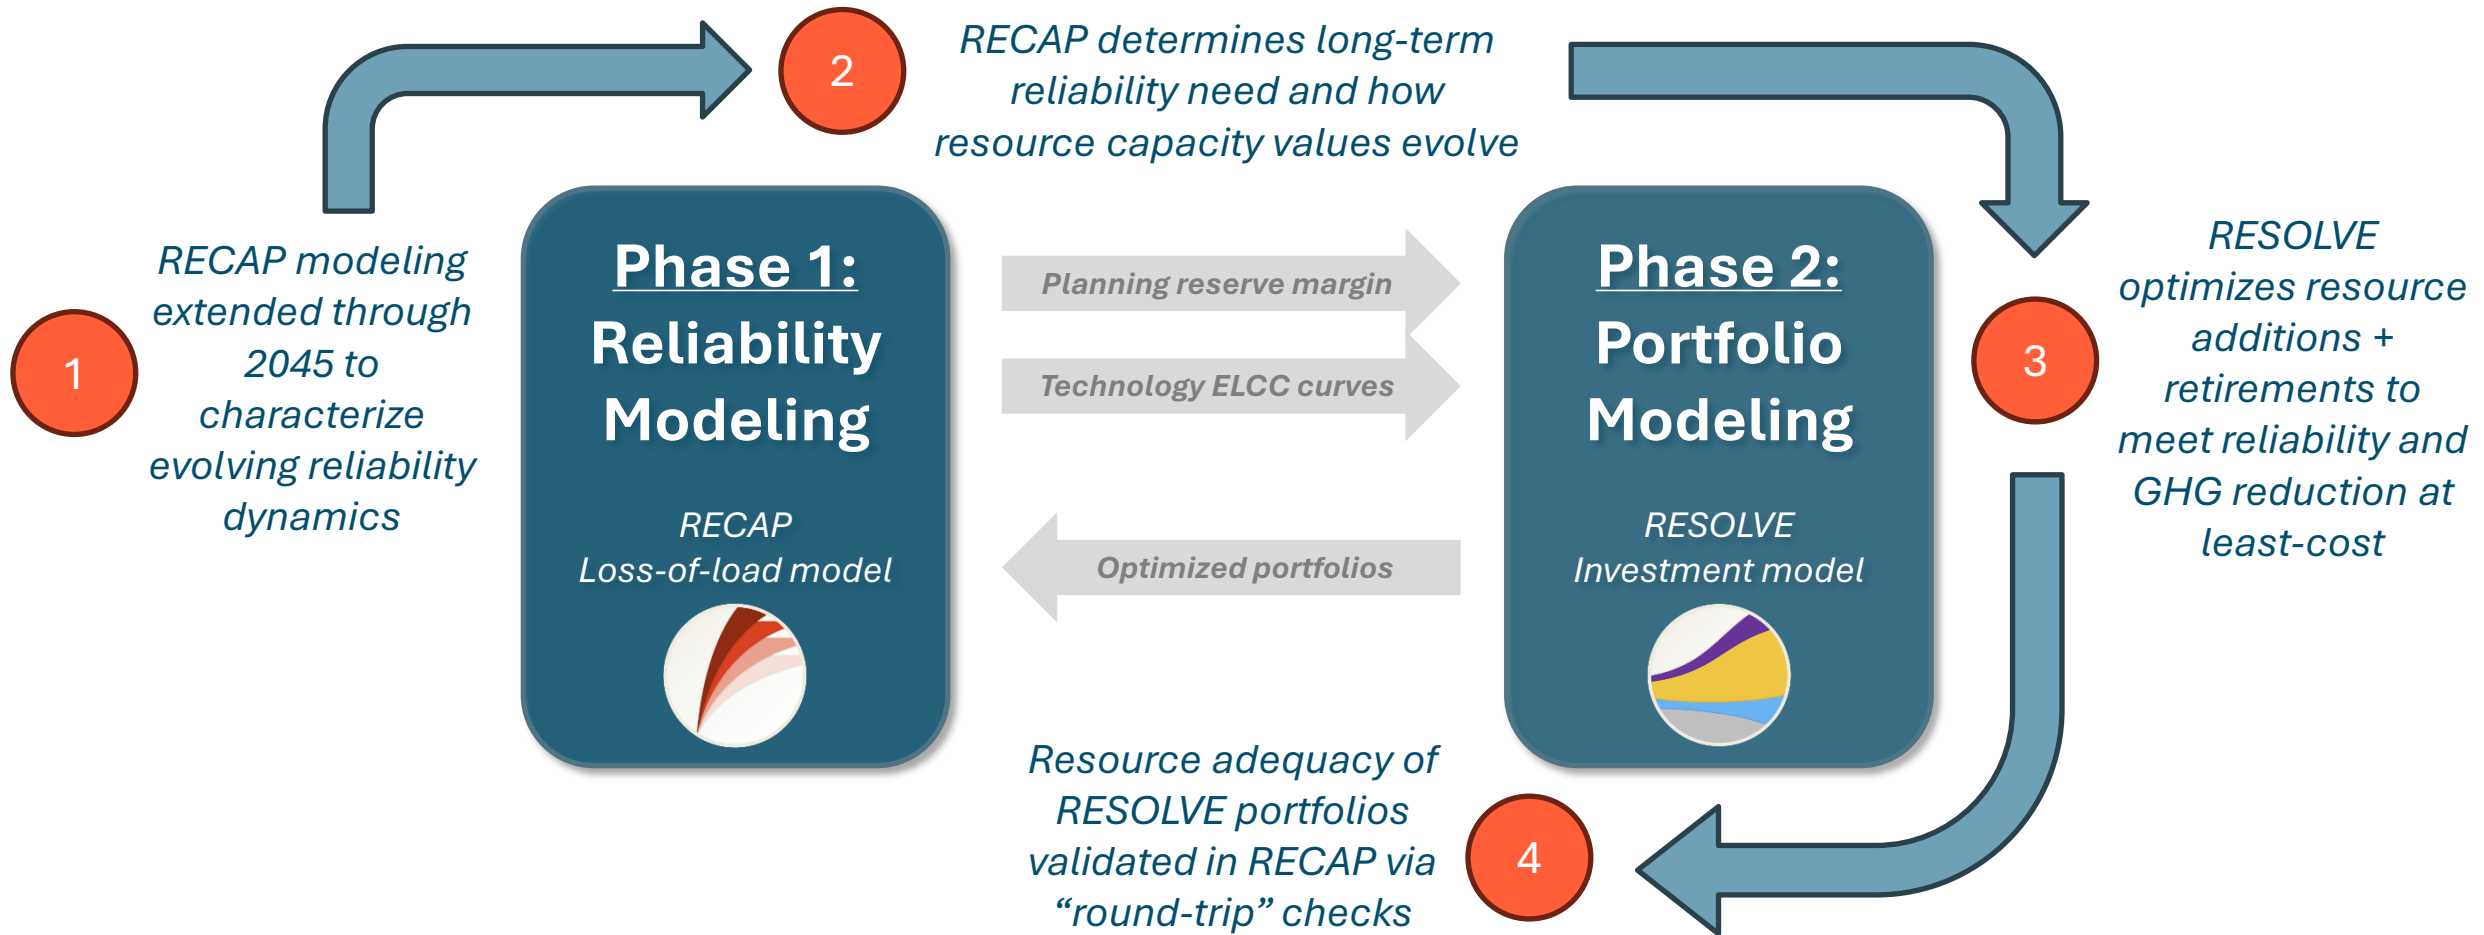 1
RECAP modeling
extended through
2045 to
characterize
evolving reliability
dynamics
2
RECAP determines long-term
reliability need and how
resource capacity values evolve
Phase 1:
Reliability
Modeling
RECAP
Loss-of-load model
Planning reserve margin
Technology ELCC curves
Optimized portfolios
Phase 2:
Portfolio
Modeling
RESOLVE
Investment model
3
RESOLVE
optimizes resource
additions +
retirements to
meet reliability and
GHG reduction at
least-cost
Resource adequacy of
RESOLVE portfolios
validated in RECAP via
“round-trip” checks
4